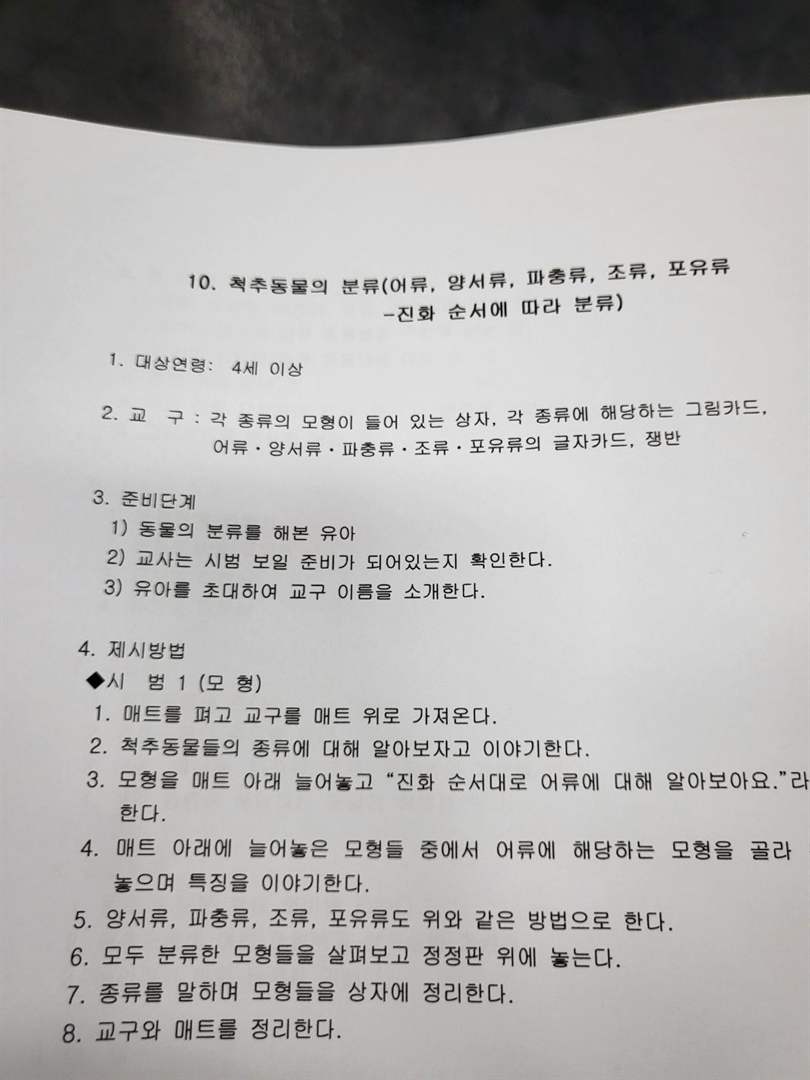 10. 척추동물의 분류(어류, 양서류, 파충류, 조류, 포유류
-진화 순서에 따라 분류)
1. 대상연령: 4세 이상
2. 교 구 : 각 종류의 모형이 들어 있는 상자, 각 종류에 해당하는 그림카드,
어류·양서류·파충류·조류·포유류의 글자카드, 쟁반
3. 준비단계
1) 동물의 분류를 해본 유아
2) 교사는 시범 보일 준비가 되어있는지 확인한다.
3) 유아를 초대하여 교구 이름을 소개한다.
4. 제시방법
◆시 범 1 (모 형)
1. 매트를 펴고 교구를 매트 위로 가져온다.
2. 척추동물들의 종류에 대해 알아보자고 이야기한다.
3. 모형을 매트 아래 늘어놓고 “진화 순서대로 어류에 대해 알아보아요.”라
한다.
4. 매트 아래에 늘어놓은 모형들 중에서 어류에 해당하는 모형을 골라
놓으며 특징을 이야기한다.
5. 양서류, 파충류, 조류, 포유류도 위와 같은 방법으로 한다.
6. 모두 분류한 모형들을 살펴보고 정정판 위에 놓는다.
7. 종류를 말하며 모형들을 상자에 정리한다.
8. 교구와 매트를 정리한다.